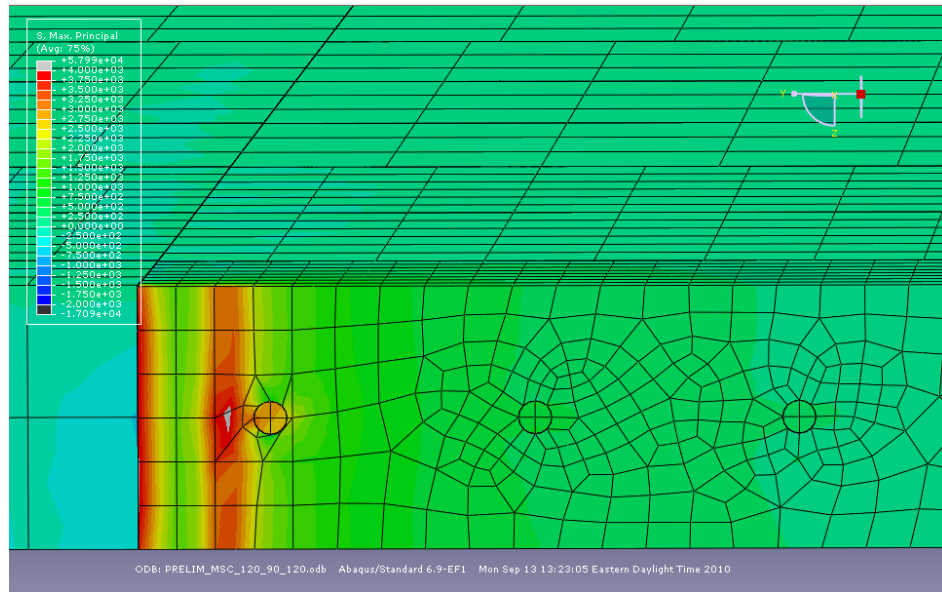 S, Max. Principal
(Avg: 75%)
+5.799e+04
+4.000e+03
+3.750e+03
+3.500e+03
+3.250e+03
+3.000e+03
+2.750e+03
+2.500e+03
+2.250e+03
+2.000e+03
+1.750e+03
+1.500e+03
+1.250e+03
+1.000e+03
+7.500e+02
+5.000e+02
+2.500e+02
+0.000e+00
-2.500e+02
-5.000e+02
-7.500e+02
-1.000e+03
-1.250e+03
-1.500e+03
-1.750e+03
-2.000e+03
-1.709e+04
Y
X
Z
ODB: PRELIM_MSC_120_90_120.odb Abaqus/Standard 6.9-EF1 Mon Sep 13 13:23:05 Eastern Daylight Time 2010